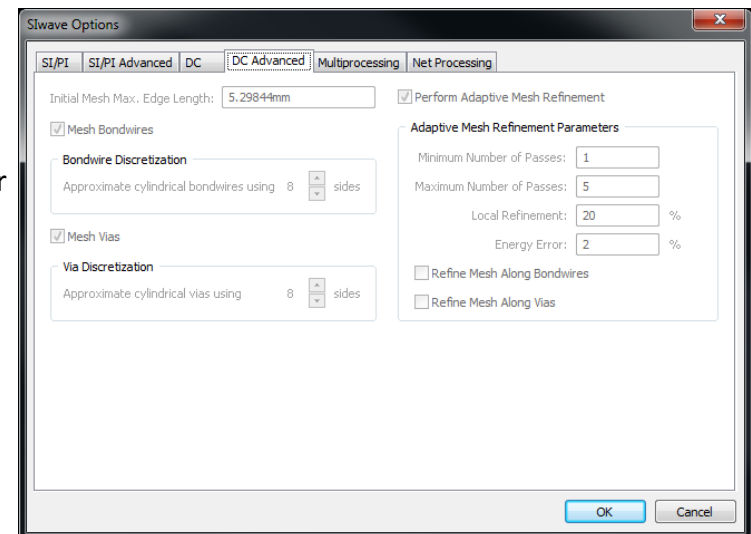 SIwave Options
SI/PI SI/PI Advanced DC DC Advanced Multiprocessing Net Processing
Initial Mesh Max. Edge Length: 5.29844mm
Mesh Bondwires
Bondwire Discretization
Approximate cylindrical bondwires using 8 sides
r
Mesh Vias
Via Discretization
Approximate cylindrical vias using 8 sides
Perform Adaptive Mesh Refinement
Adaptive Mesh Refinement Parameters
Minimum Number of Passes: 1
Maximum Number of Passes: 5
Local Refinement: 20 %
Energy Error: 2 %
Refine Mesh Along Bondwires
Refine Mesh Along Vias
OK Cancel